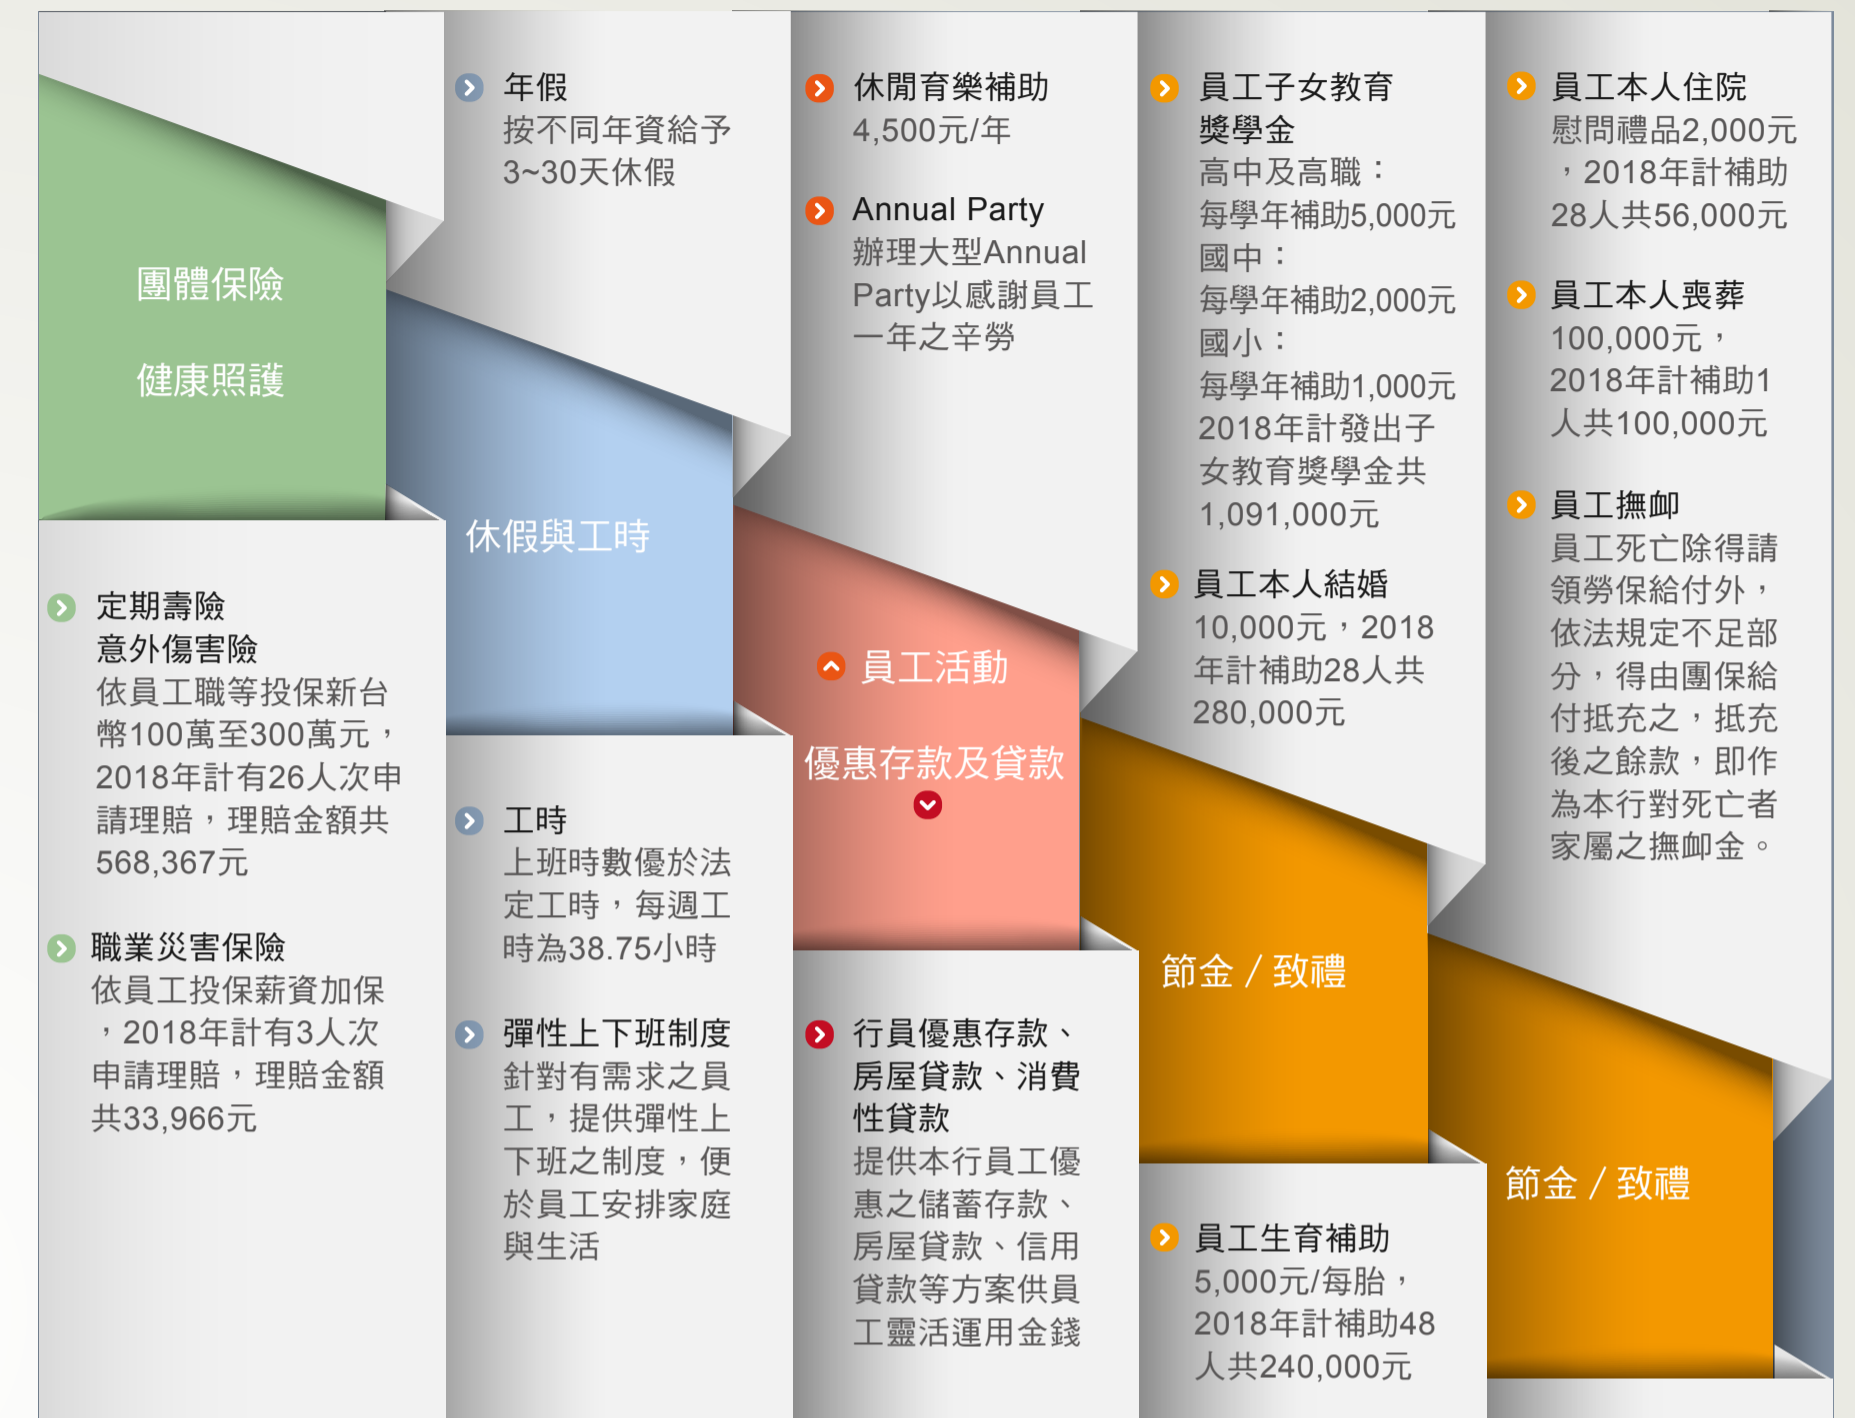 團體保險
健康照護
定期壽險
意外傷害險
依員工職等投保新台
幣100萬至300萬元，
2018年計有26人次申
請理賠，理賠金額共
568,367元
職業災害保險
依員工投保薪資加保
，2018年計有3人次
申請理賠，理賠金額
共33,966元
年假
按不同年資給予
3~30天休假
休假與工時
工時
上班時數優於法
定工時，每週工
時為38.75小時
彈性上下班制度
針對有需求之員
工，提供彈性上
下班之制度，便
於員工安排家庭
與生活
休閒育樂補助
4,500元/年
Annual Party
辦理大型Annual
Party以感謝員工
一年之辛勞
員工活動
優惠存款及貸款
行員優惠存款、
房屋貸款、消費
性貸款
提供本行員工優
惠之儲蓄存款、
房屋貸款、信用
貸款等方案供員
工靈活運用金錢
員工子女教育
獎學金
高中及高職：
每學年補助5,000元
國中：
每學年補助2,000元
國小：
每學年補助1,000元
2018年計發出子
女教育獎學金共
1,091,000元
員工本人結婚
10,000元，2018
年計補助28人共
280,000元
節金 / 致禮
員工生育補助
5,000元/每胎，
2018年計補助48
人共240,000元
員工本人住院
慰問禮品2,000元
，2018年計補助
28人共56,000元
員工本人喪葬
100,000元，
2018年計補助1
人共100,000元
員工撫卹
員工死亡除得請
領勞保給付外，
依法規定不足部
分，得由團保給
付抵充之，抵充
後之餘款，即作
為本行對死亡者
家屬之撫卹金。
節金 / 致禮